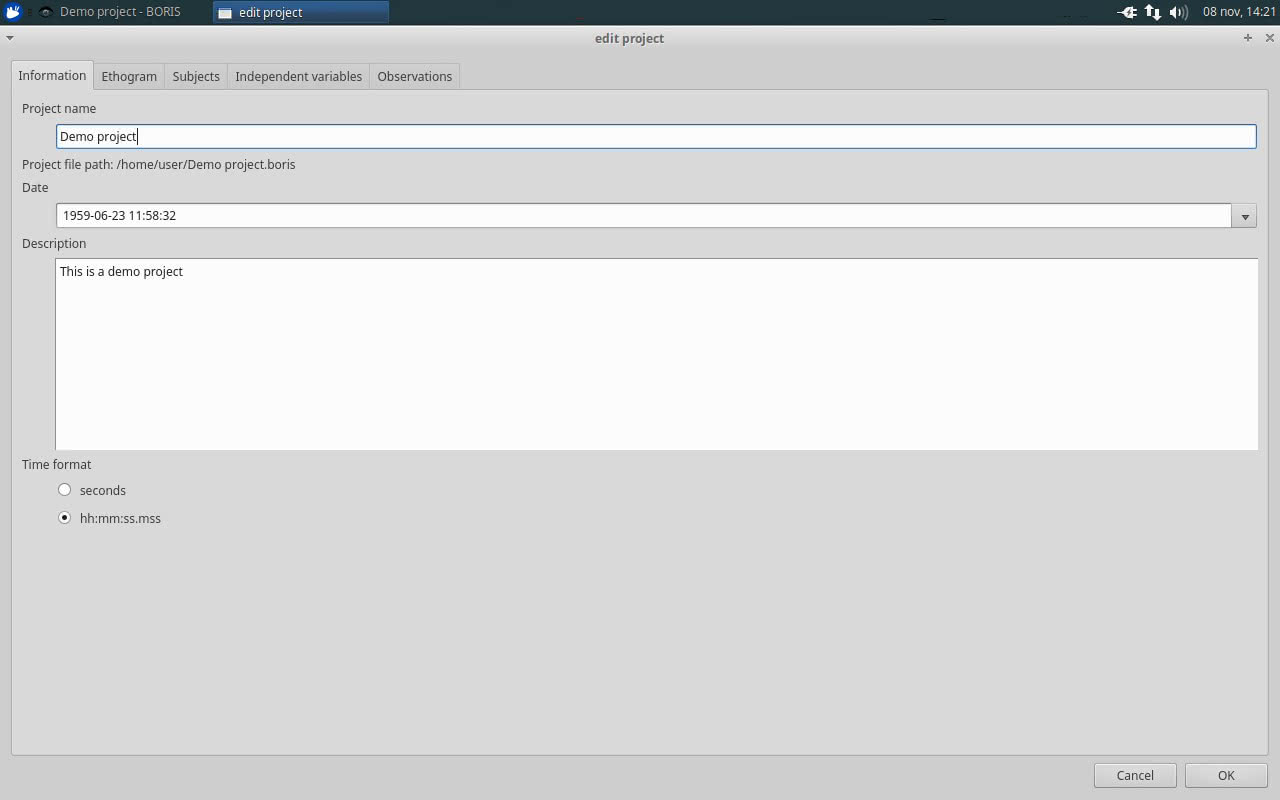 Demo project - BORIS
edit project
08 nov, 14:21
edit project
Information
Ethogram
Subjects
Independent variables
Observations
Project name
Demo project
Project file path: /home/user/Demo project.boris
Date
1959-06-23 11:58:32
Description
This is a demo project
Time format
seconds
hh:mm:ss.mss
Cancel
OK